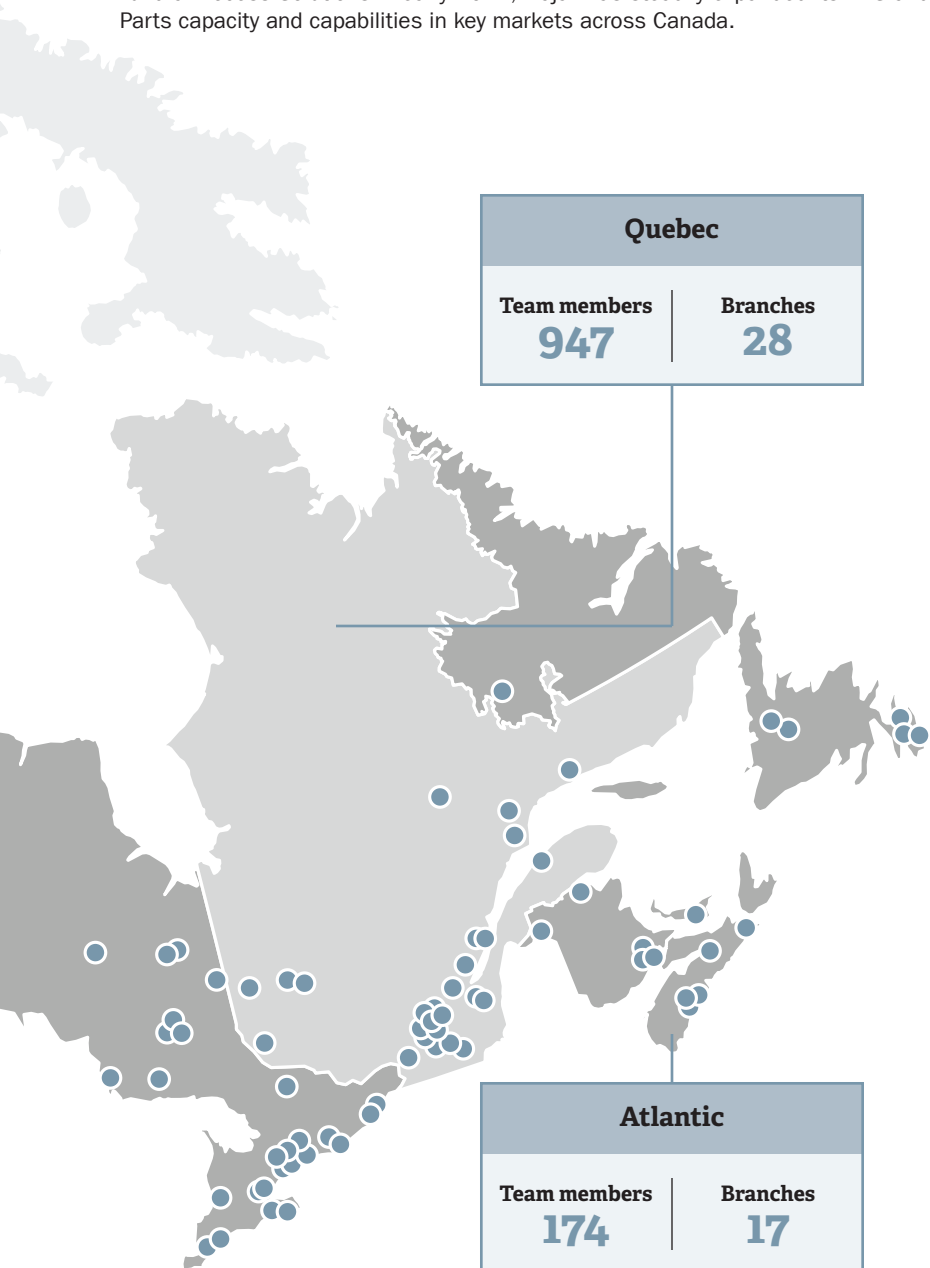 Parts capacity and capabilities in key markets across Canada.
Quebec
Team members
Branches
947
28
Atlantic
Team members
Branches
174
17